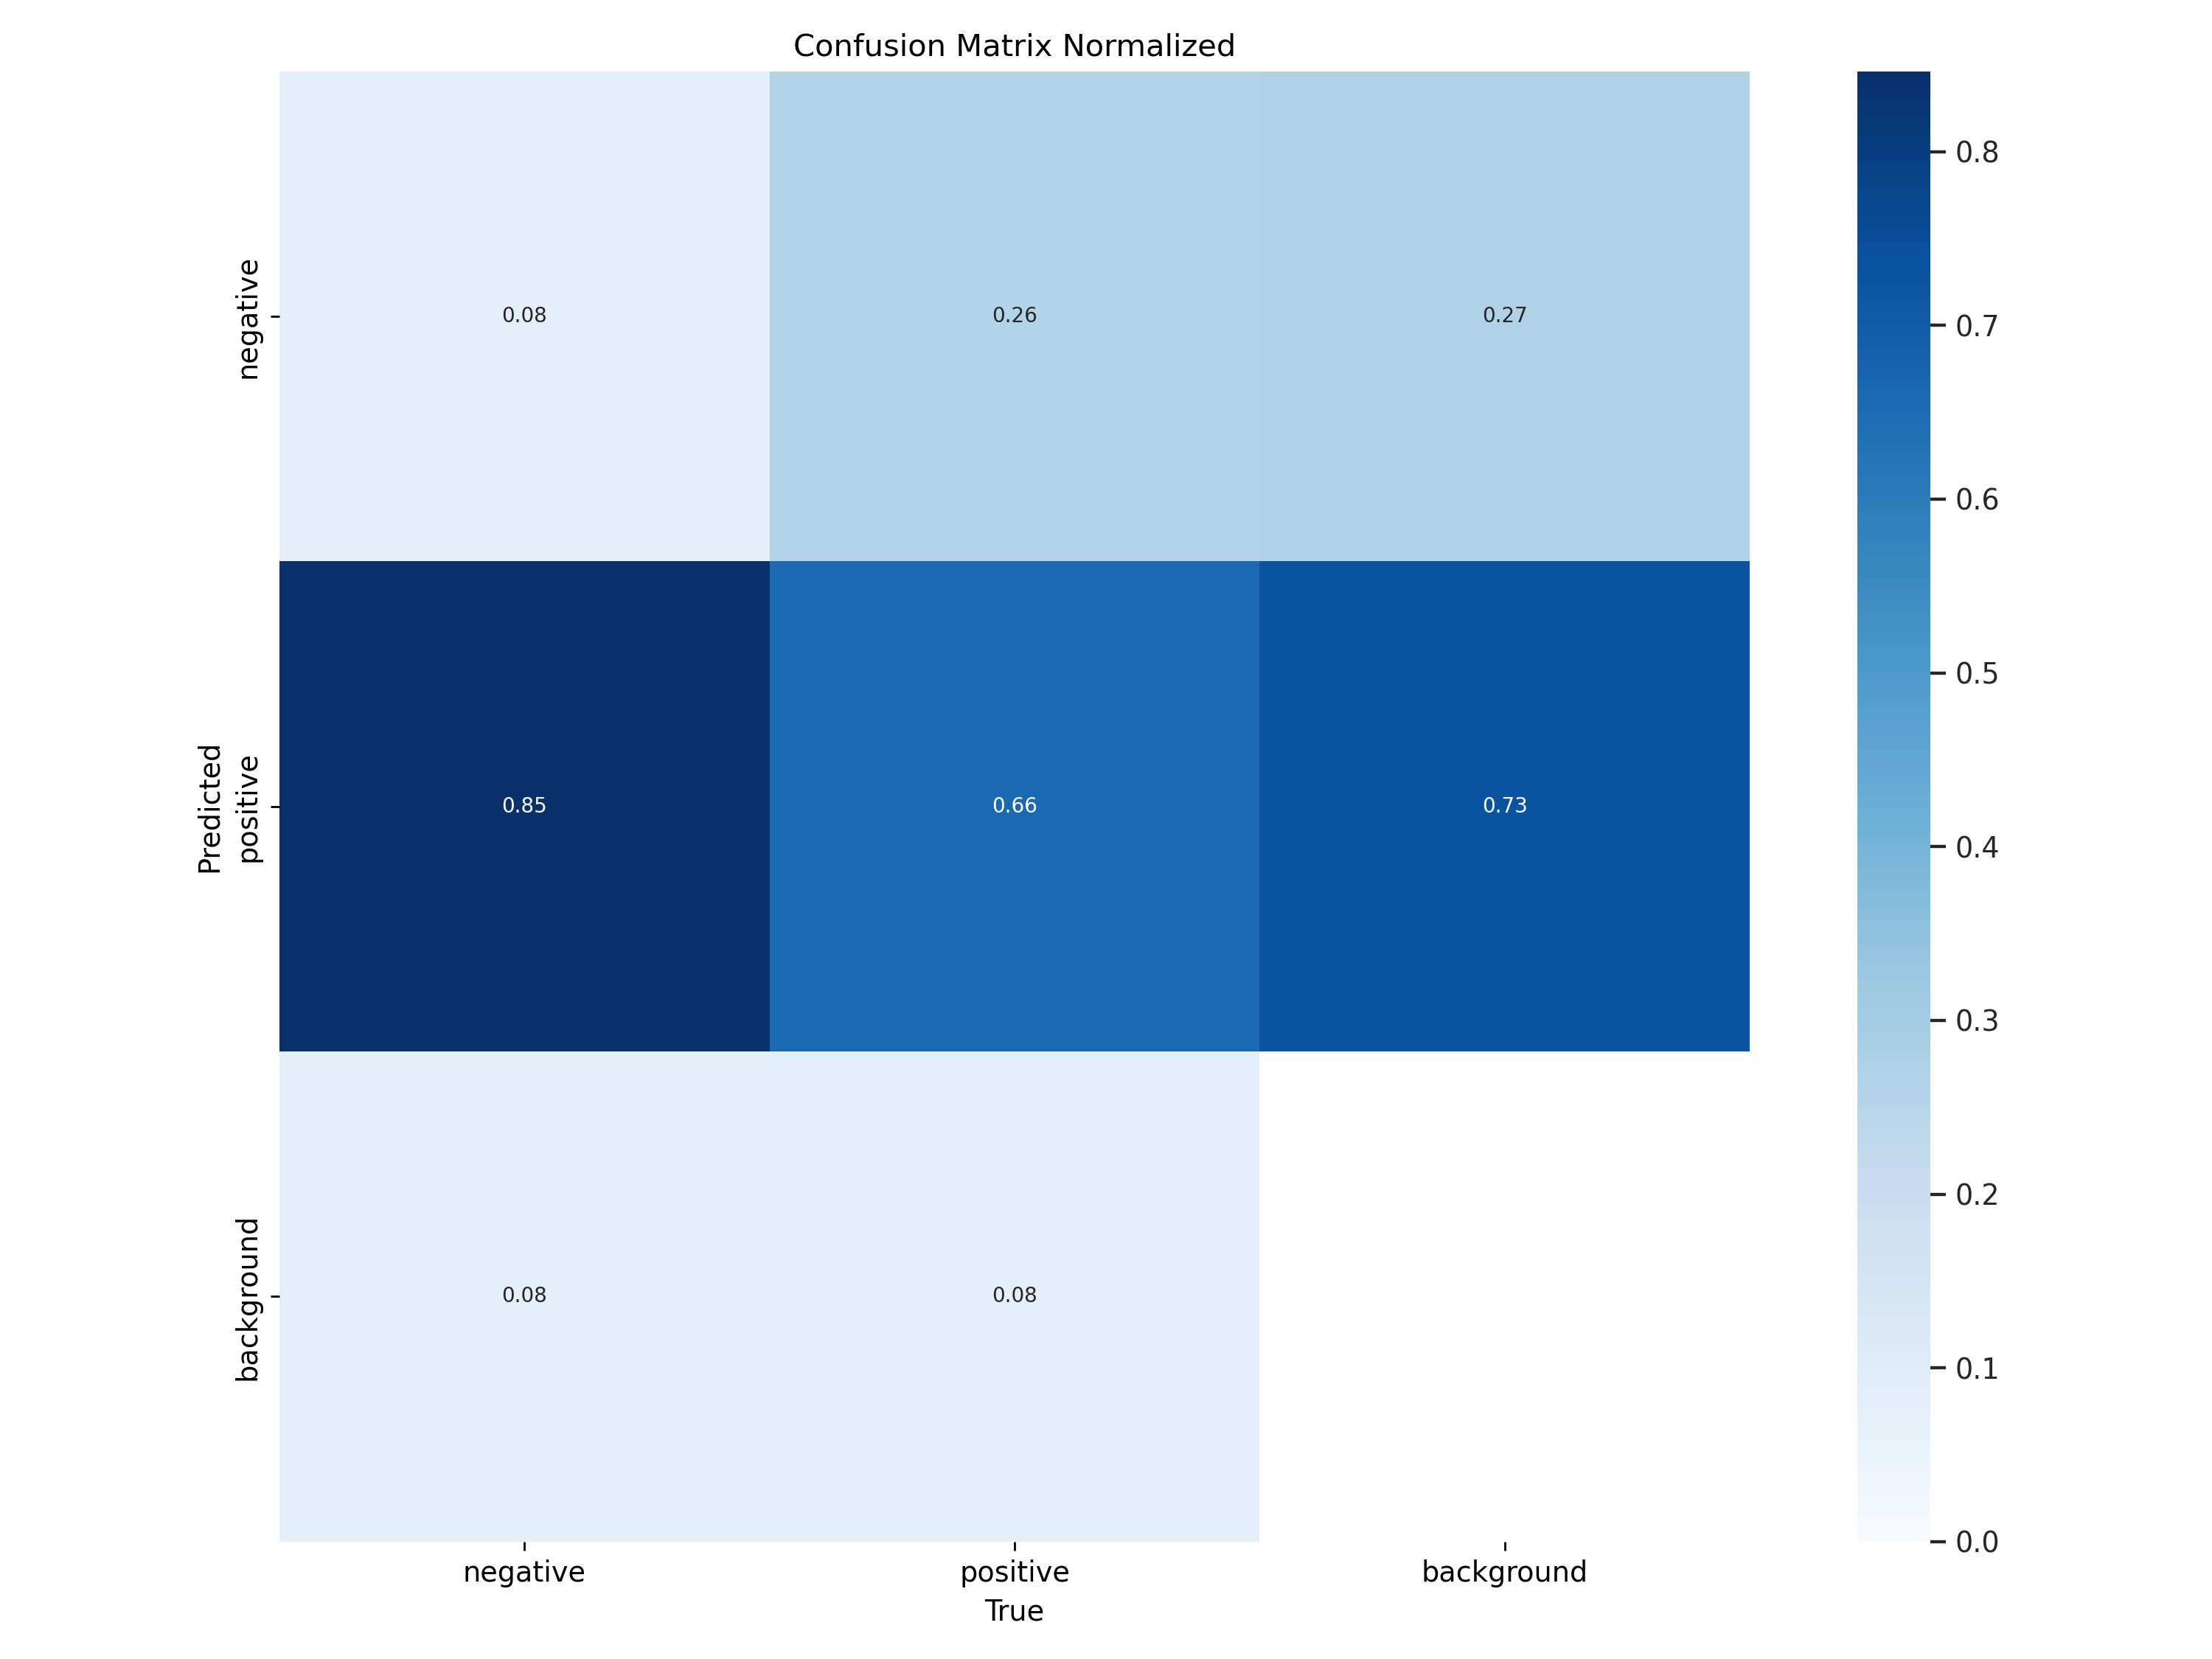 Confusion Matrix Normalized
negative
0.08
0.26
0.27
Predicted
positive
0.85
0.66
0.73
background
0.08
0.08
negative
positive
background
True
0.8
0.7
0.6
0.5
0.4
0.3
0.2
0.1
0.0